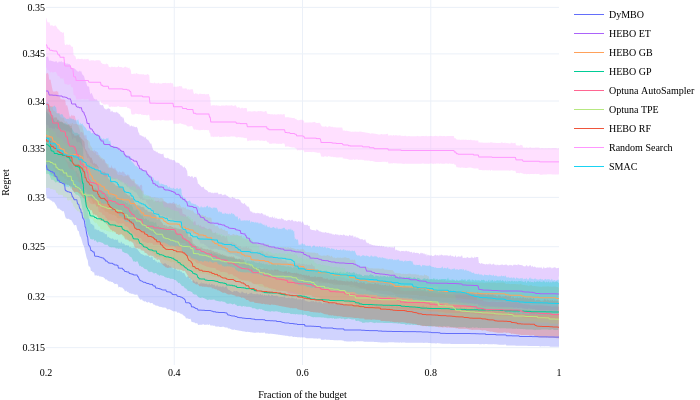 0.35
0.345
0.34
0.335
0.33
0.325
0.32
0.315
Regret
0.2
0.4
0.6
0.8
1
Fraction of the budget
DyMBO
HEBO ET
HEBO GB
HEBO GP
Optuna AutoSampler
Optuna TPE
HEBO RF
Random Search
SMAC